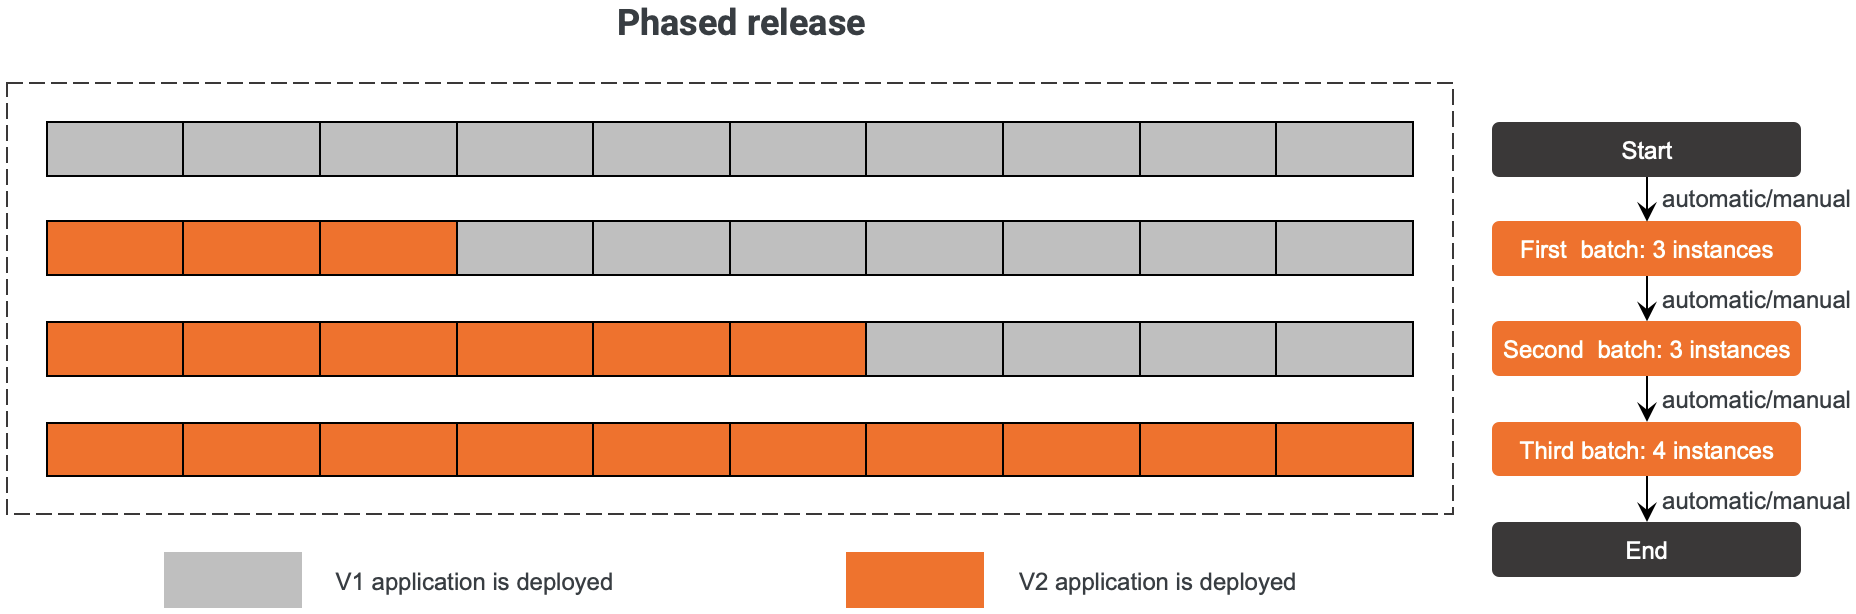 Phased release
Start
automatic/manual
First batch: 3 instances
automatic/manual
Second batch: 3 instances
automatic/manual
Third batch: 4 instances
automatic/manual
End
V1 application is deployed
V2 application is deployed